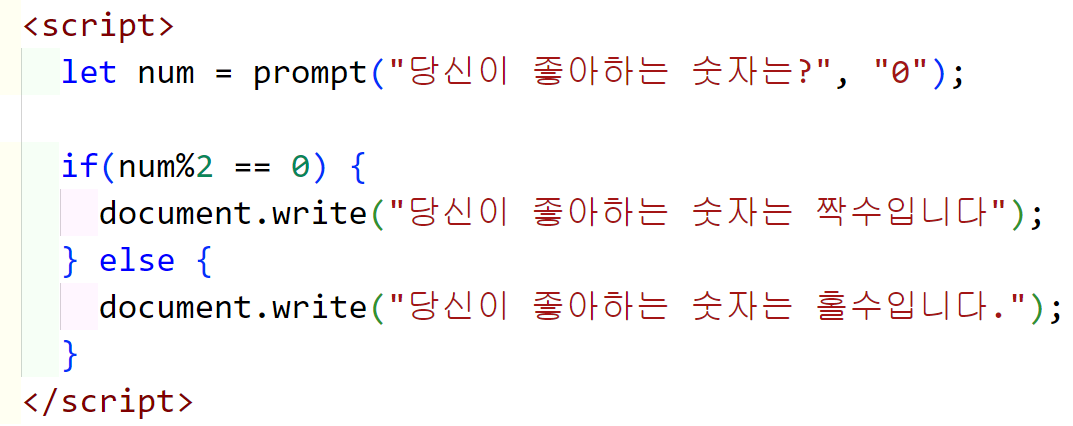 <script>
let num = prompt("당신이 좋아하는 숫자는?", "0");
if(num%2 == 0) {
document.write("당신이 좋아하는 숫자는 짝수입니다");
} else {
document.write("당신이 좋아하는 숫자는 홀수입니다.");
}
</script>